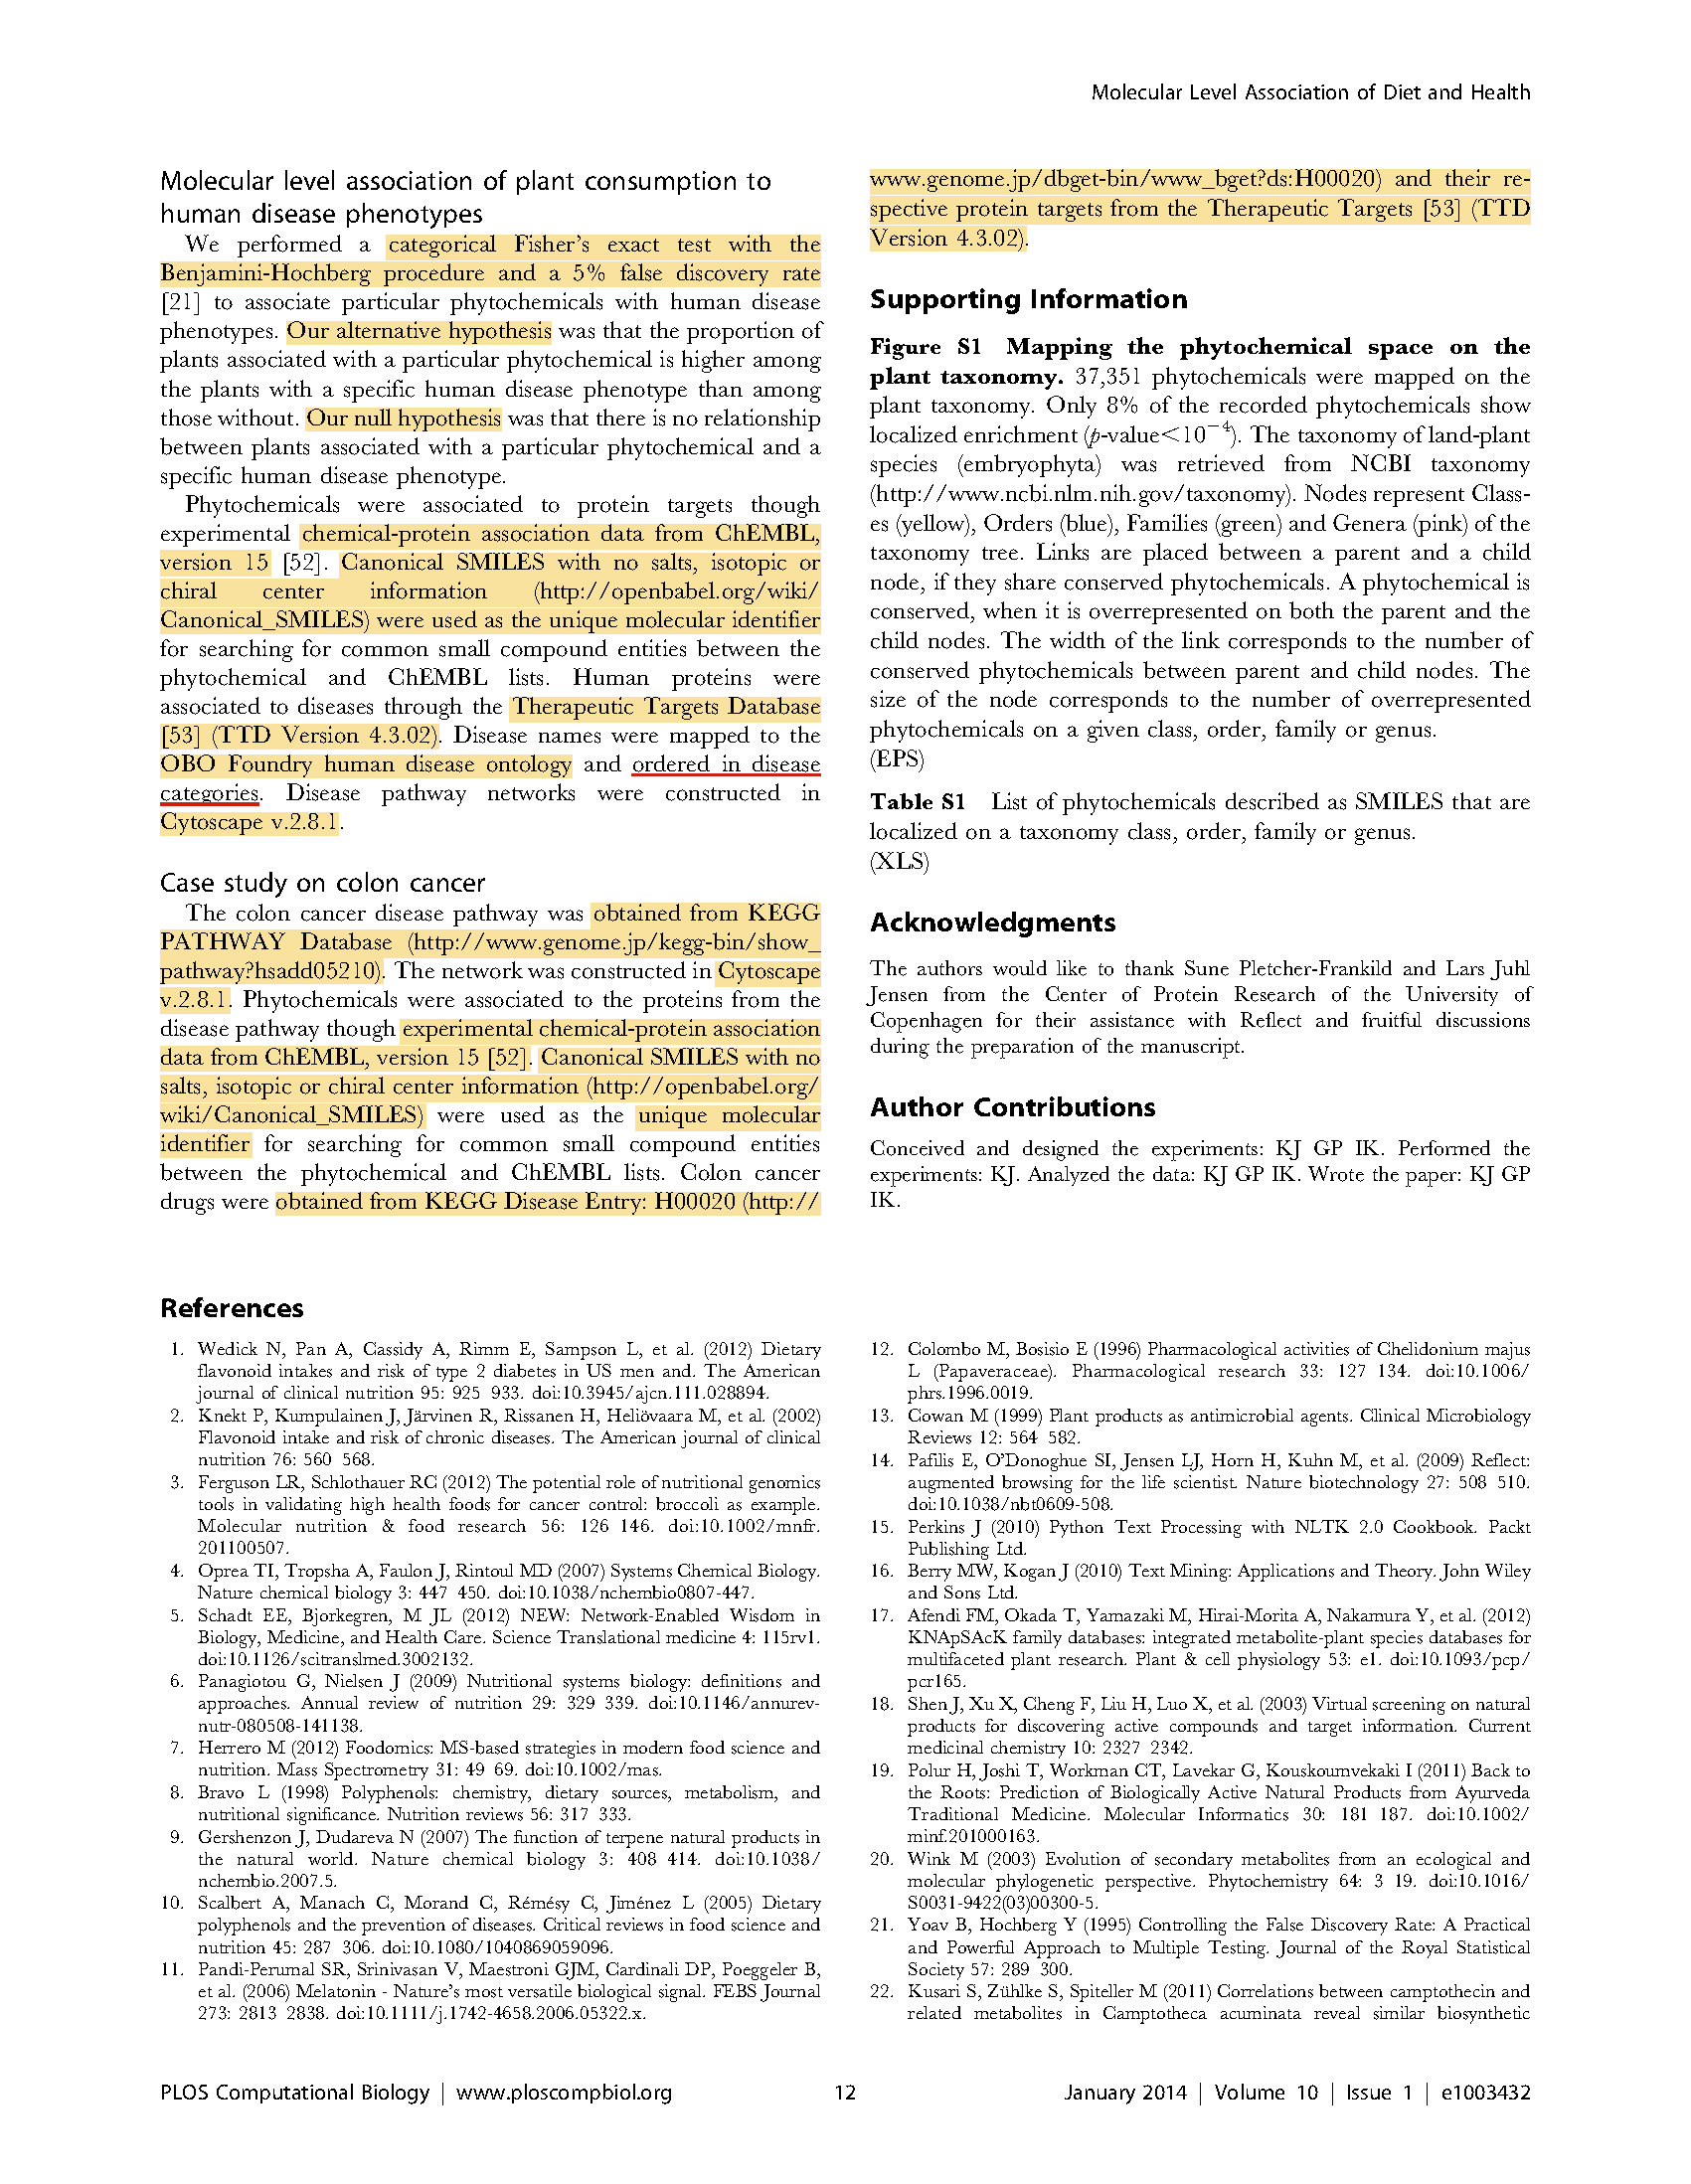 Molecular Level Association of Diet and Health
Molecular level association of plant consumption to
human disease phenotypes
We performed a categorical Fisher's exact test with the
Benjamini-Hochberg procedure and a 5% false discovery rate
[21] to associate particular phytochemicals with human disease
phenotypes. Our alternative hypothesis was that the proportion of
plants associated with a particular phytochemical is higher among
the plants with a specific human disease phenotype than among
those without. Our null hypothesis was that there is no relationship
between plants associated with a particular phytochemical and a
specific human disease phenotype.
Phytochemicals were associated to protein targets though
experimental chemical-protein association data from ChEMBL,
version 15 [52]. Canonical SMILES with no salts, isotopic or
chiral center information (http://openbabel.org/wiki/
Canonical_SMILES) were used as the unique molecular identifier
for searching for common small compound entities between the
phytochemical and ChEMBL lists. Human proteins were
associated to diseases through the Therapeutic Targets Database
[53] (TTD Version 4.3.02). Disease names were mapped to the
OBO Foundry human disease ontology and ordered in disease
categories. Disease pathway networks were constructed in
Cytoscape v.2.8.1.
Case study on colon cancer
The colon cancer disease pathway was obtained from KEGG
PATHWAY Database (http://www.genome.jp/kegg-bin/show_
pathway?hsadd05210). The network was constructed in Cytoscape
v.2.8.1. Phytochemicals were associated to the proteins from the
disease pathway though experimental chemical-protein association
data from ChEMBL, version 15 [52]. Canonical SMILES with no
salts, isotopic or chiral center information (http://openbabel.org/
wiki/Canonical_SMILES) were used as the unique molecular
identifier for searching for common small compound entities
between the phytochemical and ChEMBL lists. Colon cancer
drugs were obtained from KEGG Disease Entry: H00020 (http://
www.genome.jp/dbget-bin/www_bget?ds:H00020) and their re-
spective protein targets from the Therapeutic Targets [53] (TTD
Version 4.3.02).
Supporting Information
Figure S1 Mapping the phytochemical space on the
plant taxonomy. 37,351 phytochemicals were mapped on the
plant taxonomy. Only 8% of the recorded phytochemicals show
localized enrichment (p-value<10⁻⁴). The taxonomy of land-plant
species (embryophyta) was retrieved from NCBI taxonomy
(http://www.ncbi.nlm.nih.gov/taxonomy). Nodes represent Class-
es (yellow), Orders (blue), Families (green) and Genera (pink) of the
taxonomy tree. Links are placed between a parent and a child
node, if they share conserved phytochemicals. A phytochemical is
conserved, when it is overrepresented on both the parent and the
child nodes. The width of the link corresponds to the number of
conserved phytochemicals between parent and child nodes. The
size of the node corresponds to the number of overrepresented
phytochemicals on a given class, order, family or genus.
(EPS)
Table S1 List of phytochemicals described as SMILES that are
localized on a taxonomy class, order, family or genus.
(XLS)
Acknowledgments
The authors would like to thank Sune Pletcher-Frankild and Lars Juhl
Jensen from the Center of Protein Research of the University of
Copenhagen for their assistance with Reflect and fruitful discussions
during the preparation of the manuscript.
Author Contributions
Conceived and designed the experiments: KJ GP IK. Performed the
experiments: KJ. Analyzed the data: KJ GP IK. Wrote the paper: KJ GP
IK.
References
1. Wedick N, Pan A, Cassidy A, Rimm E, Sampson L, et al. (2012) Dietary
flavonoid intakes and risk of type 2 diabetes in US men and. The American
journal of clinical nutrition 95: 925 933. doi:10.3945/ajcn.111.028894.
2. Knekt P, Kumpulainen J, Järvinen R, Rissanen H, Heliövaara M, et al. (2002)
Flavonoid intake and risk of chronic diseases. The American journal of clinical
nutrition 76: 560 568.
3. Ferguson LR, Schlothauer RC (2012) The potential role of nutritional genomics
tools in validating high health foods for cancer control: broccoli as example.
Molecular nutrition & food research 56: 126 146. doi:10.1002/mnfr.
201100507.
4. Oprea TI, Tropsha A, Faulon J, Rintoul MD (2007) Systems Chemical Biology.
Nature chemical biology 3: 447 450. doi:10.1038/nchembio0807-447.
5. Schadt EE, Bjorkegren, M JL (2012) NEW: Network-Enabled Wisdom in
Biology, Medicine, and Health Care. Science Translational medicine 4: 115rv1.
doi:10.1126/scitranslmed.3002132.
6. Panagiotou G, Nielsen J (2009) Nutritional systems biology: definitions and
approaches. Annual review of nutrition 29: 329 339. doi:10.1146/annurev-
nutr-080508-141138.
7. Herrero M (2012) Foodomics: MS-based strategies in modern food science and
nutrition. Mass Spectrometry 31: 49 69. doi:10.1002/mas.
8. Bravo L (1998) Polyphenols: chemistry, dietary sources, metabolism, and
nutritional significance. Nutrition reviews 56: 317 333.
9. Gershenzon J, Dudareva N (2007) The function of terpene natural products in
the natural world. Nature chemical biology 3: 408 414. doi:10.1038/
nchembio.2007.5.
10. Scalbert A, Manach C, Morand C, Rémésy C, Jiménez L (2005) Dietary
polyphenols and the prevention of diseases. Critical reviews in food science and
nutrition 45: 287 306. doi:10.1080/1040869059096.
11. Pandi-Perumal SR, Srinivasan V, Maestroni GJM, Cardinali DP, Poeggeler B,
et al. (2006) Melatonin - Nature's most versatile biological signal. FEBS Journal
273: 2813 2838. doi:10.1111/j.1742-4658.2006.05322.x.
12. Colombo M, Bosisio E (1996) Pharmacological activities of Chelidonium majus
L (Papaveraceae). Pharmacological research 33: 127 134. doi:10.1006/
phrs.1996.0019.
13. Cowan M (1999) Plant products as antimicrobial agents. Clinical Microbiology
Reviews 12: 564 582.
14. Pafilis E, O'Donoghue SI, Jensen LJ, Horn H, Kuhn M, et al. (2009) Reflect:
augmented browsing for the life scientist. Nature biotechnology 27: 508 510.
doi:10.1038/nbt0609-508.
15. Perkins J (2010) Python Text Processing with NLTK 2.0 Cookbook. Packt
Publishing Ltd.
16. Berry MW, Kogan J (2010) Text Mining: Applications and Theory. John Wiley
and Sons Ltd.
17. Afendi FM, Okada T, Yamazaki M, Hirai-Morita A, Nakamura Y, et al. (2012)
KNApSAcK family databases: integrated metabolite-plant species databases for
multifaceted plant research. Plant & cell physiology 53: e1. doi:10.1093/pcp/
pcr165.
18. Shen J, Xu X, Cheng F, Liu H, Luo X, et al. (2003) Virtual screening on natural
products for discovering active compounds and target information. Current
medicinal chemistry 10: 2327 2342.
19. Polur H, Joshi T, Workman CT, Lavekar G, Kouskoumvekaki I (2011) Back to
the Roots: Prediction of Biologically Active Natural Products from Ayurveda
Traditional Medicine. Molecular Informatics 30: 181 187. doi:10.1002/
minf.201000163.
20. Wink M (2003) Evolution of secondary metabolites from an ecological and
molecular phylogenetic perspective. Phytochemistry 64: 3 19. doi:10.1016/
S0031-9422(03)00300-5.
21. Yoav B, Hochberg Y (1995) Controlling the False Discovery Rate: A Practical
and Powerful Approach to Multiple Testing. Journal of the Royal Statistical
Society 57: 289 300.
22. Kusari S, Zühlke S, Spiteller M (2011) Correlations between camptothecin and
related metabolites in Camptotheca acuminata reveal similar biosynthetic
PLOS Computational Biology | www.ploscompbiol.org
12
January 2014 | Volume 10 | Issue 1 | e1003432